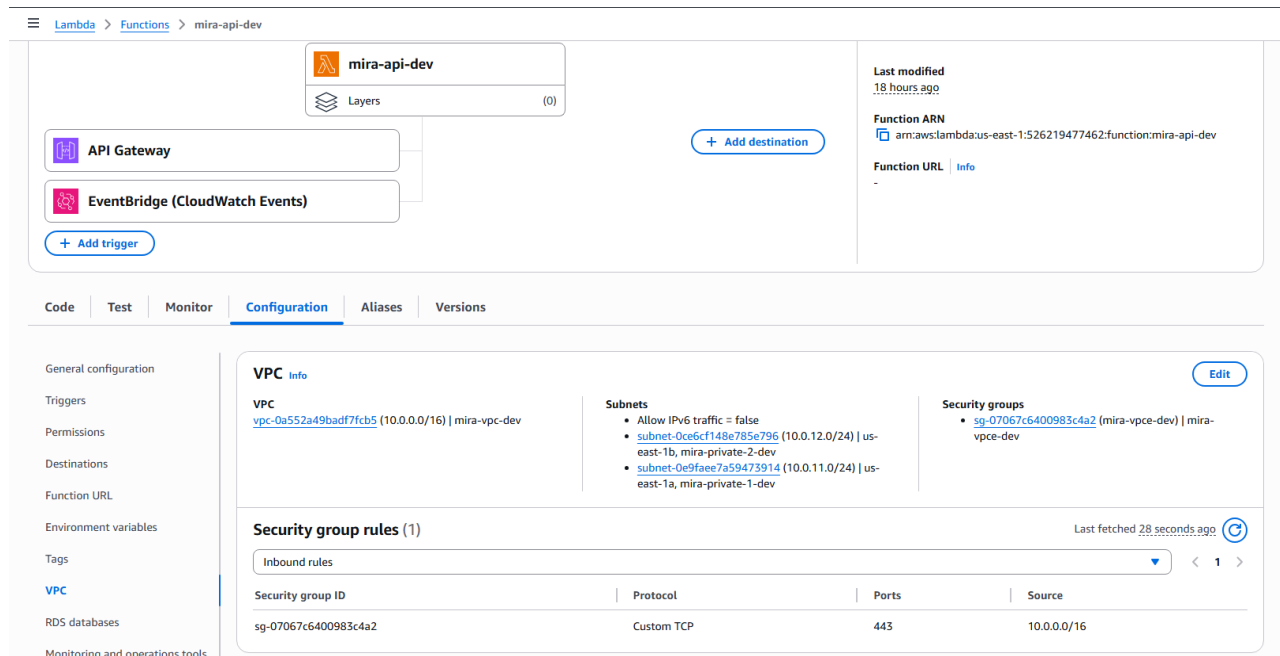 Lambda > Functions > mira-api-dev
mira-api-dev
Layers (0)
API Gateway
EventBridge (CloudWatch Events)
+ Add trigger
+ Add destination
Last modified
18 hours ago
Function ARN
arn:aws:lambda:us-east-1:526219477462:function:mira-api-dev
Function URL Info
-
Code Test Monitor Configuration Aliases Versions
General configuration
Triggers
Permissions
Destinations
Function URL
Environment variables
Tags
VPC
RDS databases
Monitoring and operations tools
VPC Info
Edit
VPC
vpc-0a552a49badf7fcb5 (10.0.0.0/16) | mira-vpc-dev
Subnets
• Allow IPv6 traffic = false
• subnet-0ce6cf148e785e796 (10.0.12.0/24) | us-
east-1b, mira-private-2-dev
• subnet-0e9faee7a59473914 (10.0.11.0/24) | us-
east-1a, mira-private-1-dev
Security groups
• sg-07067c6400983c4a2 (mira-vpce-dev) | mira-
vpce-dev
Security group rules (1)
Last fetched 28 seconds ago
Inbound rules
< 1 >
Security group ID Protocol Ports Source
sg-07067c6400983c4a2 Custom TCP 443 10.0.0.0/16